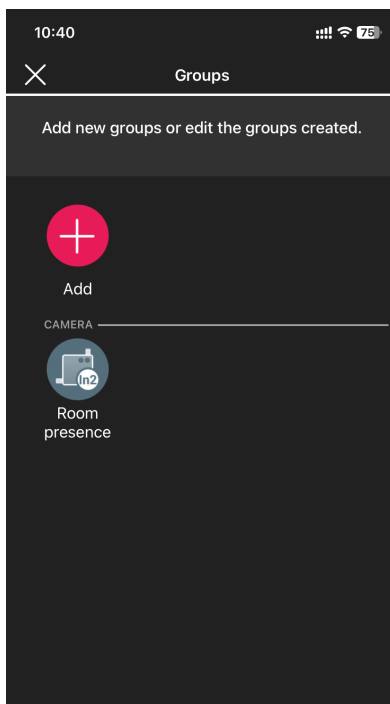 10:40
75
Groups
Add new groups or edit the groups created.
Add
CAMERA
In2
Room
presence